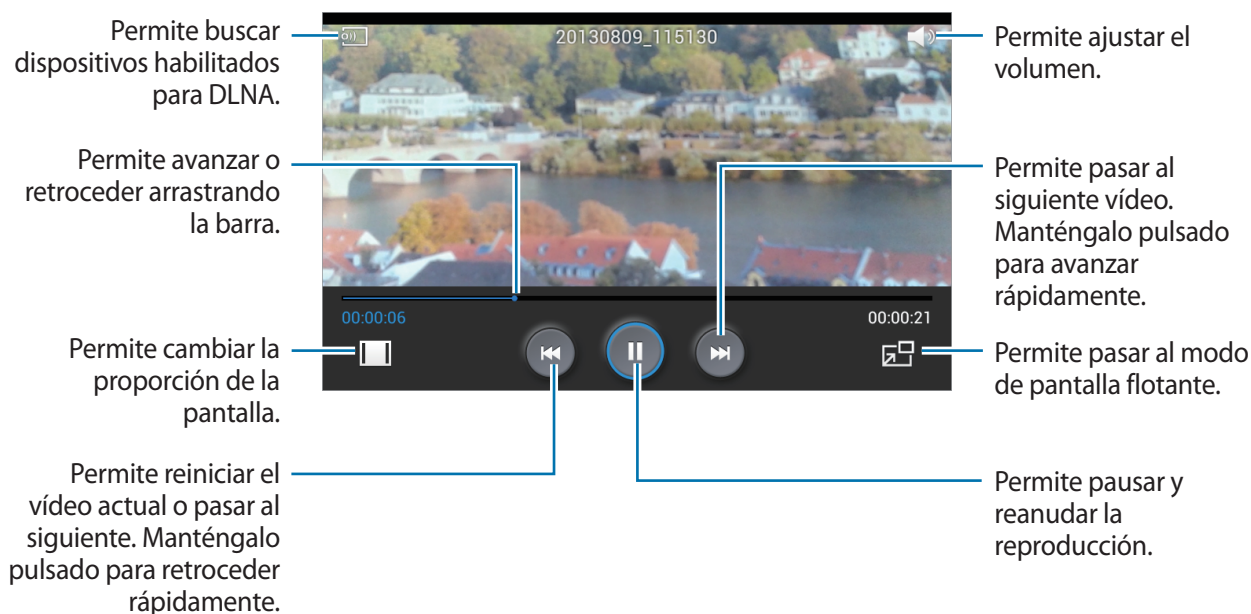 Permite buscar
dispositivos habilitados
para DLNA.
Permite avanzar o
retroceder arrastrando
la barra.
Permite cambiar la
proporción de la
pantalla.
Permite reiniciar el
vídeo actual o pasar al
siguiente. Manténgalo
pulsado para retroceder
rápidamente.
20130809_115130
00:00:06
00:00:21
Permite ajustar el
volumen.
Permite pasar al
siguiente vídeo.
Manténgalo pulsado
para avanzar
rápidamente.
Permite pasar al modo
de pantalla flotante.
Permite pausar y
reanudar la
reproducción.